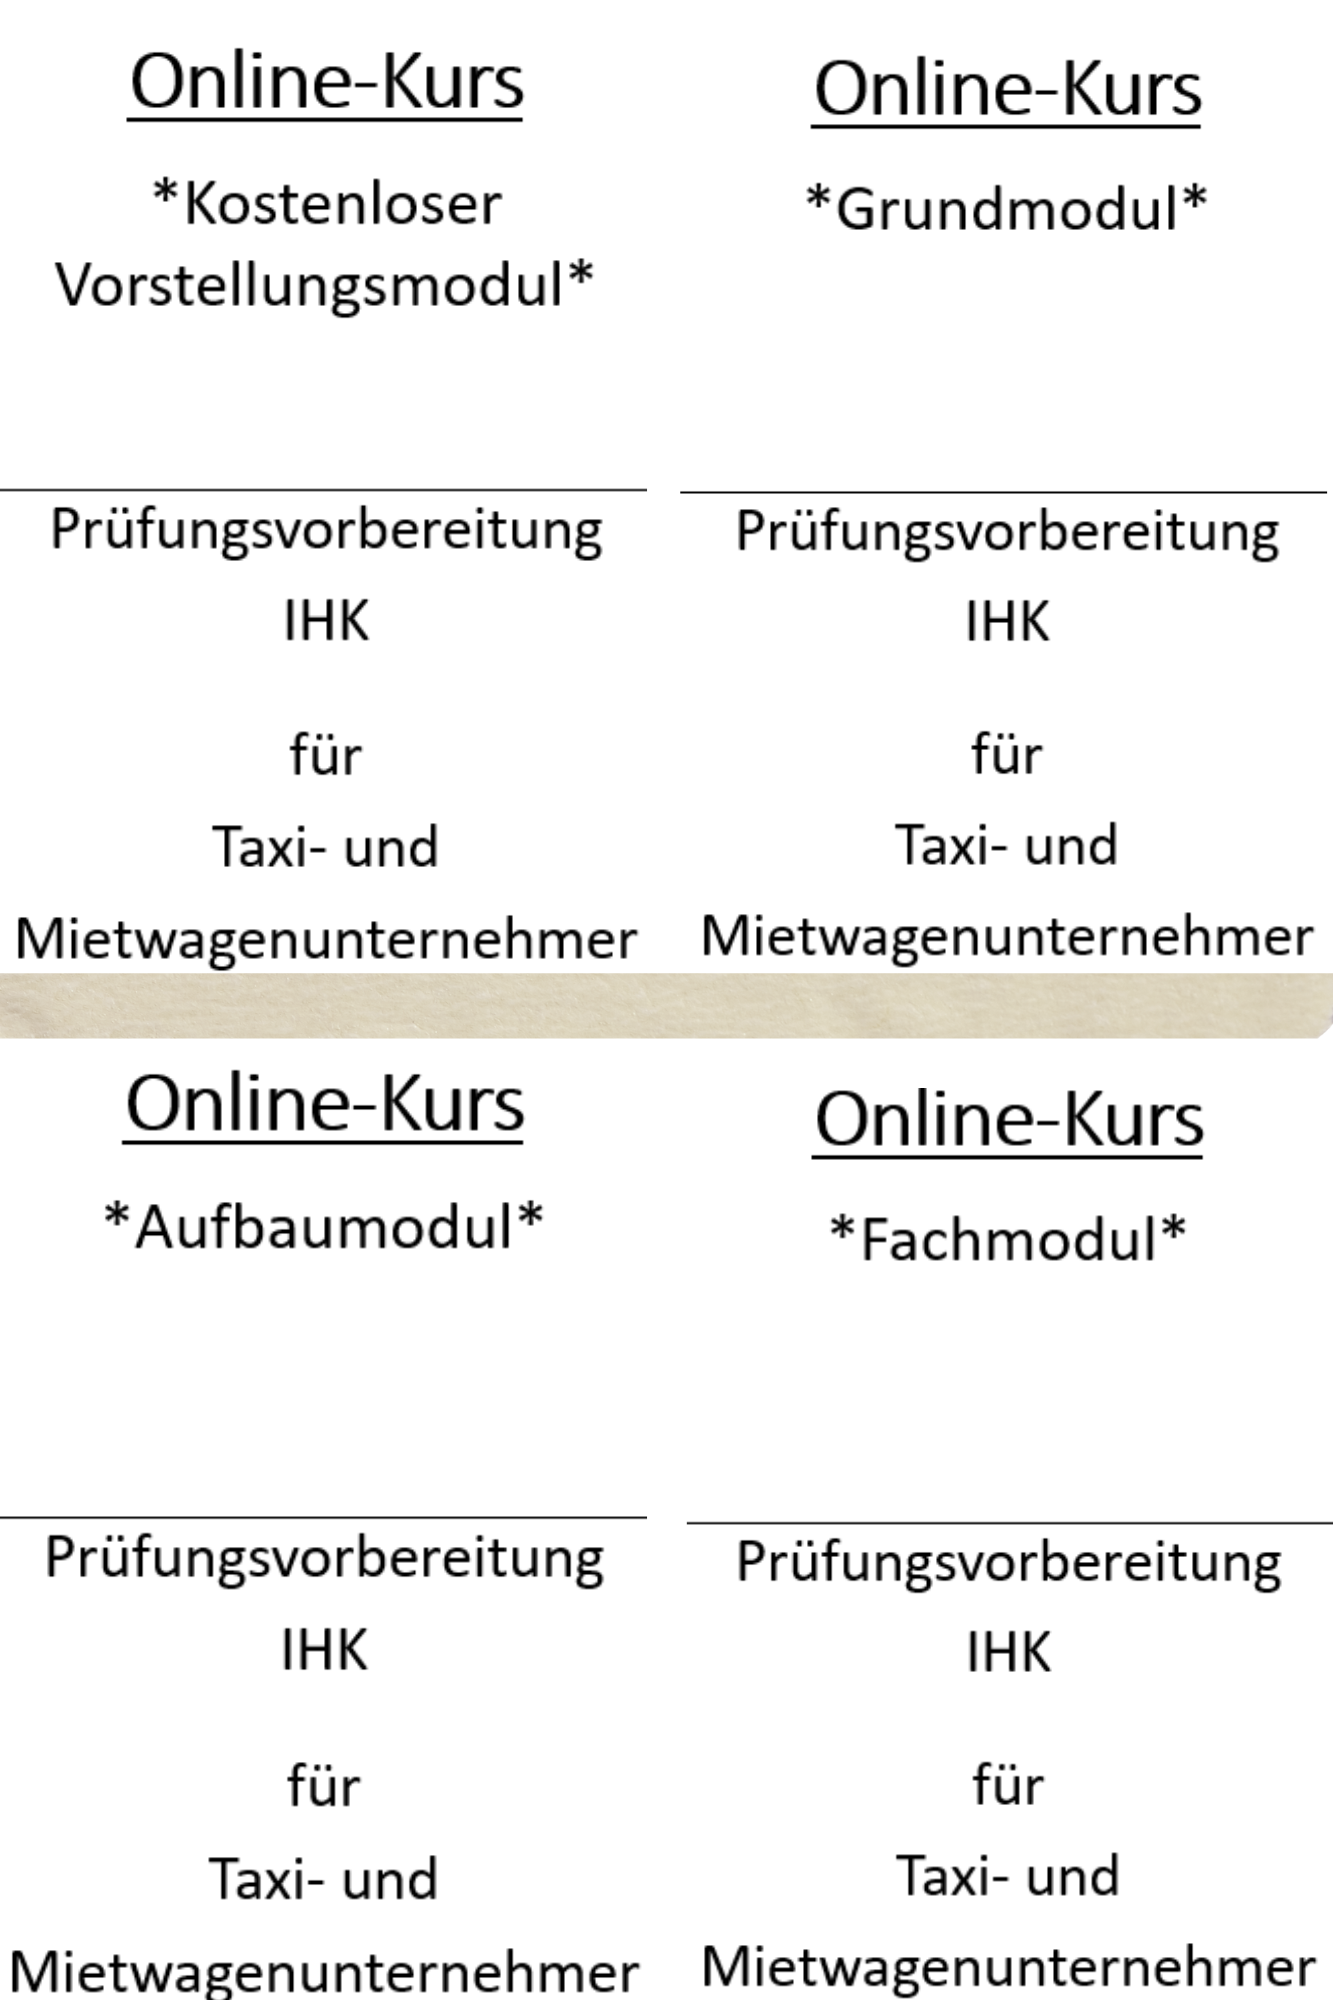 Online-Kurs
*Kostenloser
Vorstellungsmodul*
Prüfungsvorbereitung
IHK
für
Taxi- und
Mietwagenunternehmer
Online-Kurs
*Grundmodul*
Prüfungsvorbereitung
IHK
für
Taxi- und
Mietwagenunternehmer
Online-Kurs
*Aufbaumodul*
Prüfungsvorbereitung
IHK
für
Taxi- und
Mietwagenunternehmer
Online-Kurs
*Fachmodul*
Prüfungsvorbereitung
IHK
für
Taxi- und
Mietwagenunternehmer